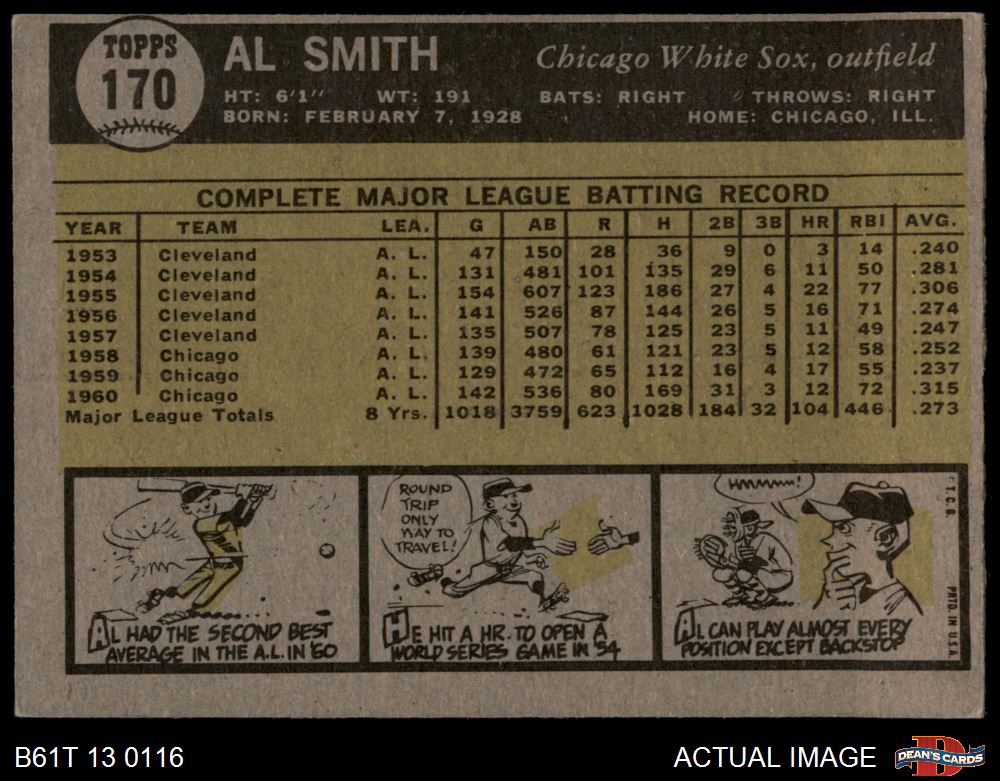 TOPPS
170
AL SMITH
Chicago White Sox, outfield
HT: 6'1" WT: 191 BATS: RIGHT THROWS: RIGHT
BORN: FEBRUARY 7, 1928 HOME: CHICAGO, ILL.
COMPLETE MAJOR LEAGUE BATTING RECORD
YEAR TEAM LEA. G AB R H 2B 3B HR RBI AVG.
1953 Cleveland A. L. 47 150 28 36 9 0 3 14 .240
1954 Cleveland A. L. 131 481 101 135 29 6 11 50 .281
1955 Cleveland A. L. 154 607 123 186 27 4 22 77 .306
1956 Cleveland A. L. 141 526 87 144 26 5 16 71 .274
1957 Cleveland A. L. 135 507 78 125 23 5 11 49 .247
1958 Chicago A. L. 139 480 61 121 23 5 12 58 .252
1959 Chicago A. L. 129 472 65 112 16 4 17 55 .237
1960 Chicago A. L. 142 536 80 169 31 3 12 72 .315
Major League Totals 8 Yrs. 1018 3759 623 1028 184 32 104 446 .273
AL HAD THE SECOND BEST
AVERAGE IN THE A.L. IN '60
ROUND
TRIP
ONLY
WAY TO
TRAVEL!
HE HIT A HR. TO OPEN A
WORLD SERIES GAME IN '54
HMMMM!
AL CAN PLAY ALMOST EVERY
POSITION EXCEPT BACKSTOP
T.C.G. PRTD. IN U.S.A.
B61T 13 0116
ACTUAL IMAGE
D
DEAN'S CARDS